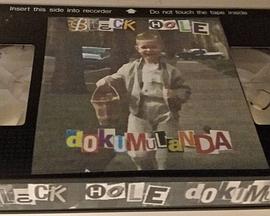 Insert this side into recorder
Do not touch the tape inside
BLaCK HOLE
dOKUMULaNDA
BLaCK HOLE dOKUM